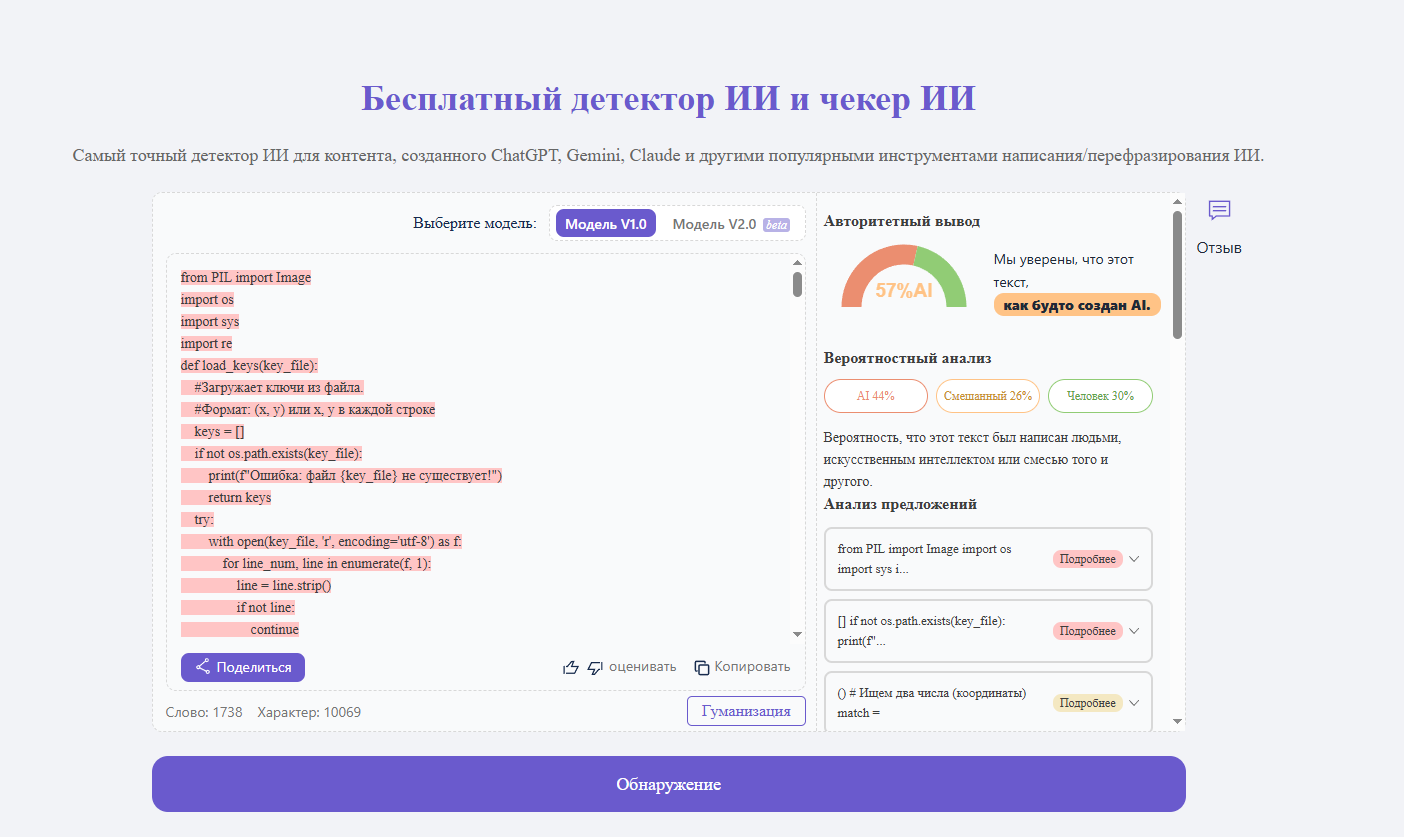 Бесплатный детектор ИИ и чекер ИИ
Самый точный детектор ИИ для контента, созданного ChatGPT, Gemini, Claude и другими популярными инструментами написания/перефразирования ИИ.
Выберите модель:
Модель V1.0
Модель V2.0 beta
from PIL import Image
import os
import sys
import re
def load_keys(key_file):
#Загружает ключи из файла.
#Формат: (x, y) или x, y в каждой строке
keys = []
if not os.path.exists(key_file):
print(f"Ошибка: файл {key_file} не существует!")
return keys
try:
with open(key_file, 'r', encoding='utf-8') as f:
for line_num, line in enumerate(f, 1):
line = line.strip()
if not line:
continue
Поделиться
оценивать
Копировать
Слово: 1738 Характер: 10069
Гуманизация
Авторитетный вывод
57%AI
Мы уверены, что этот
текст,
как будто создан AI.
Вероятностный анализ
AI 44%
Смешанный 26%
Человек 30%
Вероятность, что этот текст был написан людьми,
искусственным интеллектом или смесью того и
другого.
Анализ предложений
from PIL import Image import os
import sys i...
Подробнее
[] if not os.path.exists(key_file):
print(f"...
Подробнее
() # Ищем два числа (координаты)
match =
Подробнее
Отзыв
Обнаружение